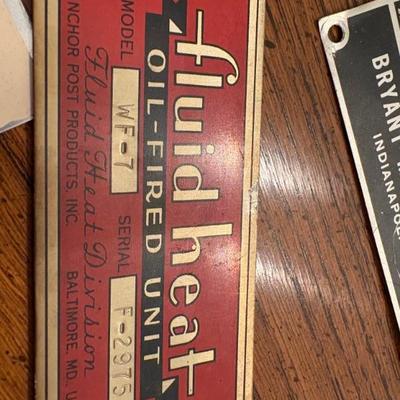 fluid heat
OIL-FIRED UNIT
MODEL WF-7 SERIAL F-2975
Fluid Heat Division
ANCHOR POST PRODUCTS, INC. BALTIMORE, MD. U
BRYANT
INDIANAPOL